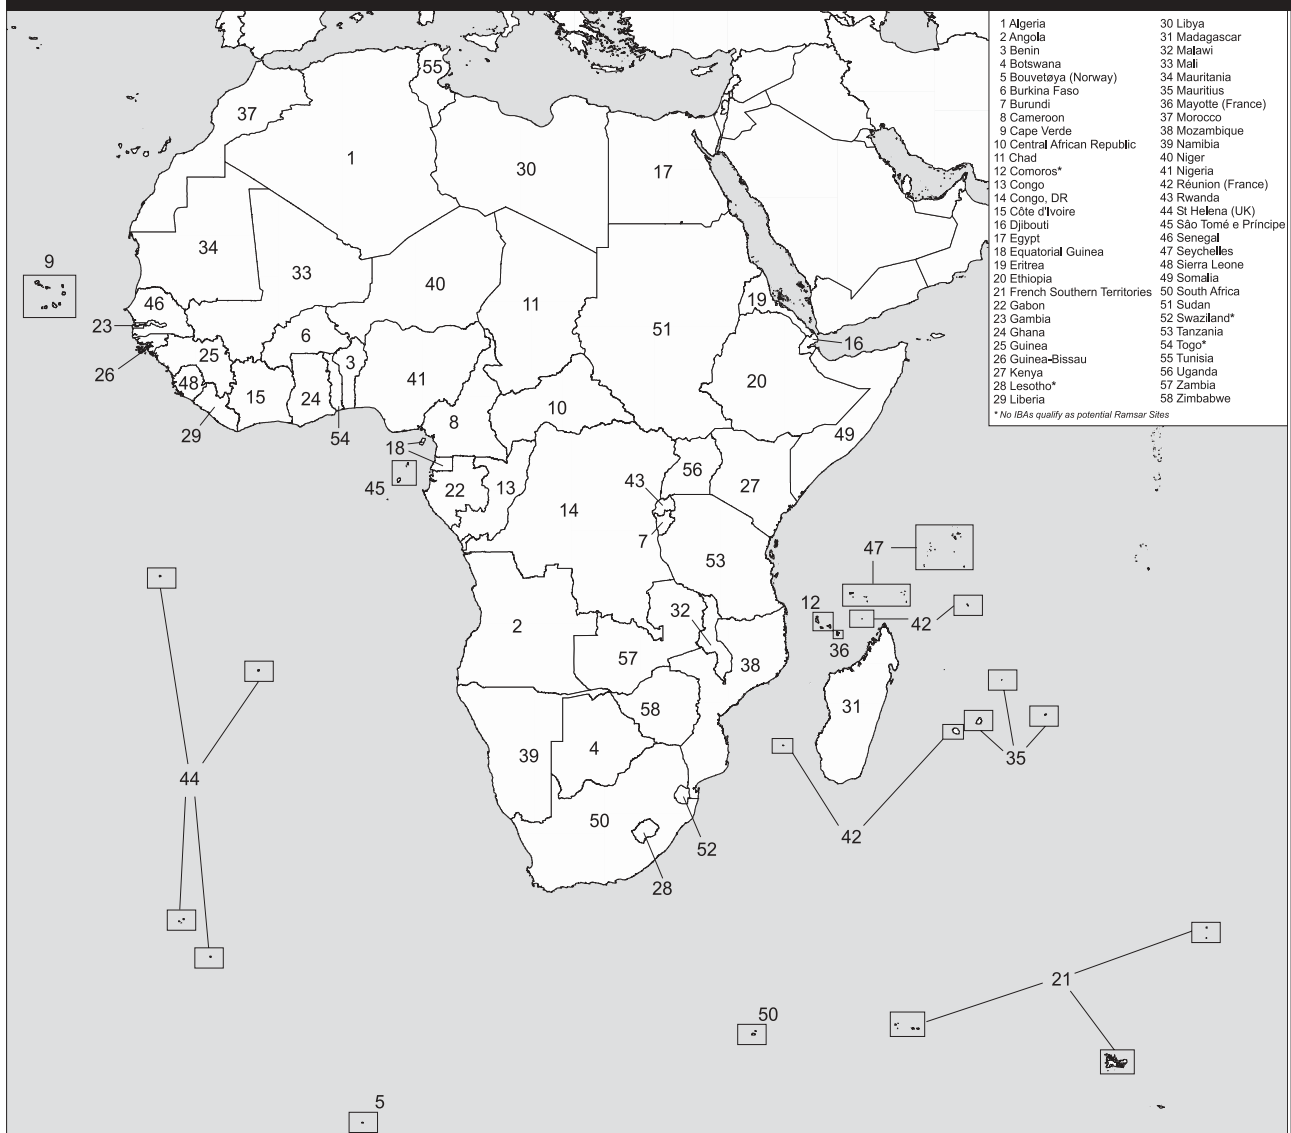 1 Algeria
2 Angola
3 Benin
4 Botswana
5 Bouvetøya (Norway)
6 Burkina Faso
7 Burundi
8 Cameroon
9 Cape Verde
10 Central African Republic
11 Chad
12 Comoros*
13 Congo
14 Congo, DR
15 Côte d'Ivoire
16 Djibouti
17 Egypt
18 Equatorial Guinea
19 Eritrea
20 Ethiopia
21 French Southern Territories
22 Gabon
23 Gambia
24 Ghana
25 Guinea
26 Guinea-Bissau
27 Kenya
28 Lesotho*
29 Liberia
30 Libya
31 Madagascar
32 Malawi
33 Mali
34 Mauritania
35 Mauritius
36 Mayotte (France)
37 Morocco
38 Mozambique
39 Namibia
40 Niger
41 Nigeria
42 Réunion (France)
43 Rwanda
44 St Helena (UK)
45 São Tomé e Príncipe
46 Senegal
47 Seychelles
48 Sierra Leone
49 Somalia
50 South Africa
51 Sudan
52 Swaziland*
53 Tanzania
54 Togo*
55 Tunisia
56 Uganda
57 Zambia
58 Zimbabwe
* No IBAs qualify as potential Ramsar Sites
55
37
1
30
17
34
9
33
40
11
46
19
23
51
6
16
25
3
26
20
48
41
15
24
10
8
29
54
49
18
56
45
22
13
43
27
14
7
47
53
12
32
42
2
36
57
38
31
58
39
4
35
44
50
42
52
28
21
50
5